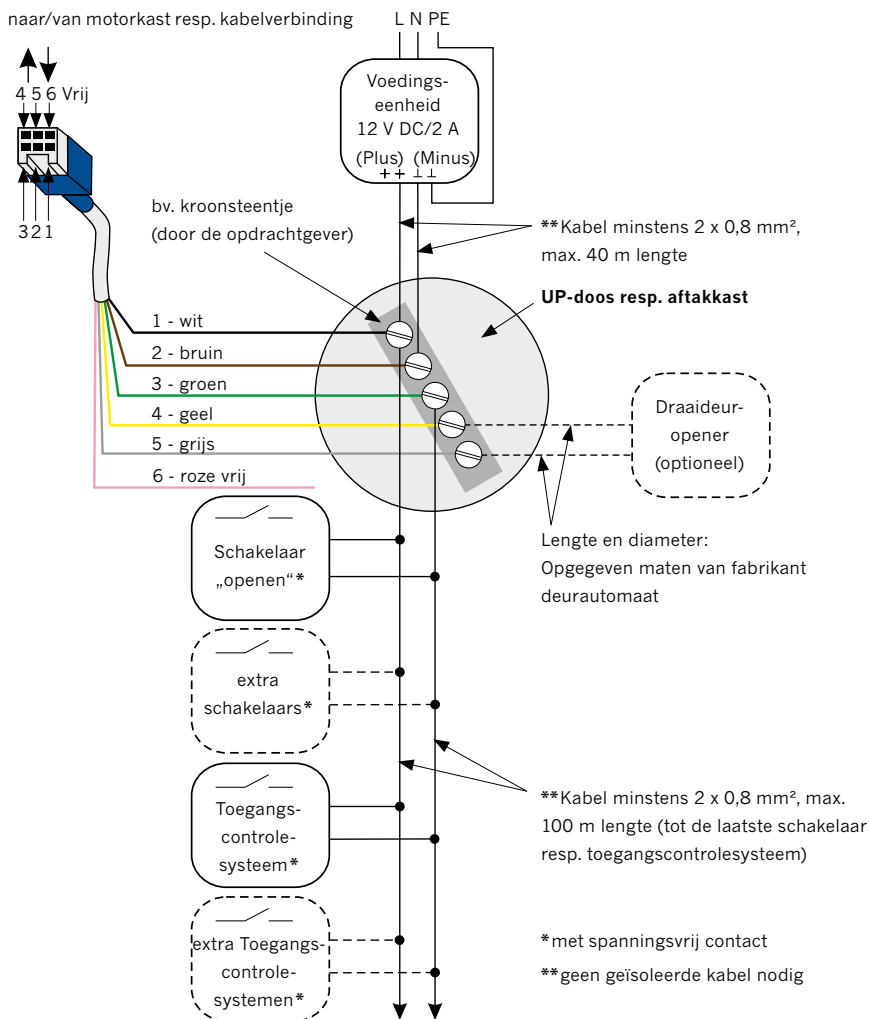 naar/van motorkast resp. kabelverbinding
L N PE
4 5 6 Vrij
3 2 1
Voedings-
eenheid
12 V DC/2 A
(Plus) (Minus)
+ + ⊥ ⊥
bv. kroonsteentje
(door de opdrachtgever)
**Kabel minstens 2 x 0,8 mm²,
max. 40 m lengte
UP-doos resp. aftakkast
1 - wit
2 - bruin
3 - groen
4 - geel
5 - grijs
6 - roze vrij
Draaideur-
opener
(optioneel)
Lengte en diameter:
Opgegeven maten van fabrikant
deurautomaat
Schakelaar
„openen“*
extra
schakelaars*
Toegangs-
controle-
systeem*
**Kabel minstens 2 x 0,8 mm², max.
100 m lengte (tot de laatste schakelaar
resp. toegangscontrolesysteem)
extra Toegangs-
controle-
systemen*
*met spanningsvrij contact
**geen geïsoleerde kabel nodig